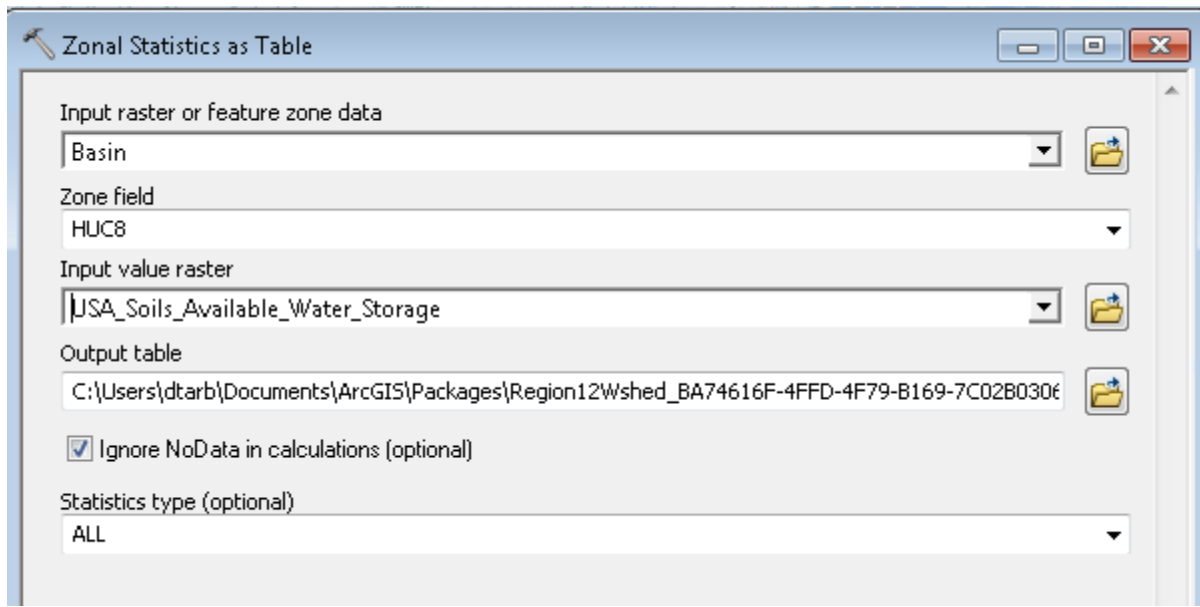 Zonal Statistics as Table
Input raster or feature zone data
Basin
Zone field
HUC8
Input value raster
USA_Soils_Available_Water_Storage
Output table
C:\Users\dtarb\Documents\ArcGIS\Packages\Region12Wshed_BA74616F-4FFD-4F79-B169-7C02B0306
Ignore NoData in calculations (optional)
Statistics type (optional)
ALL